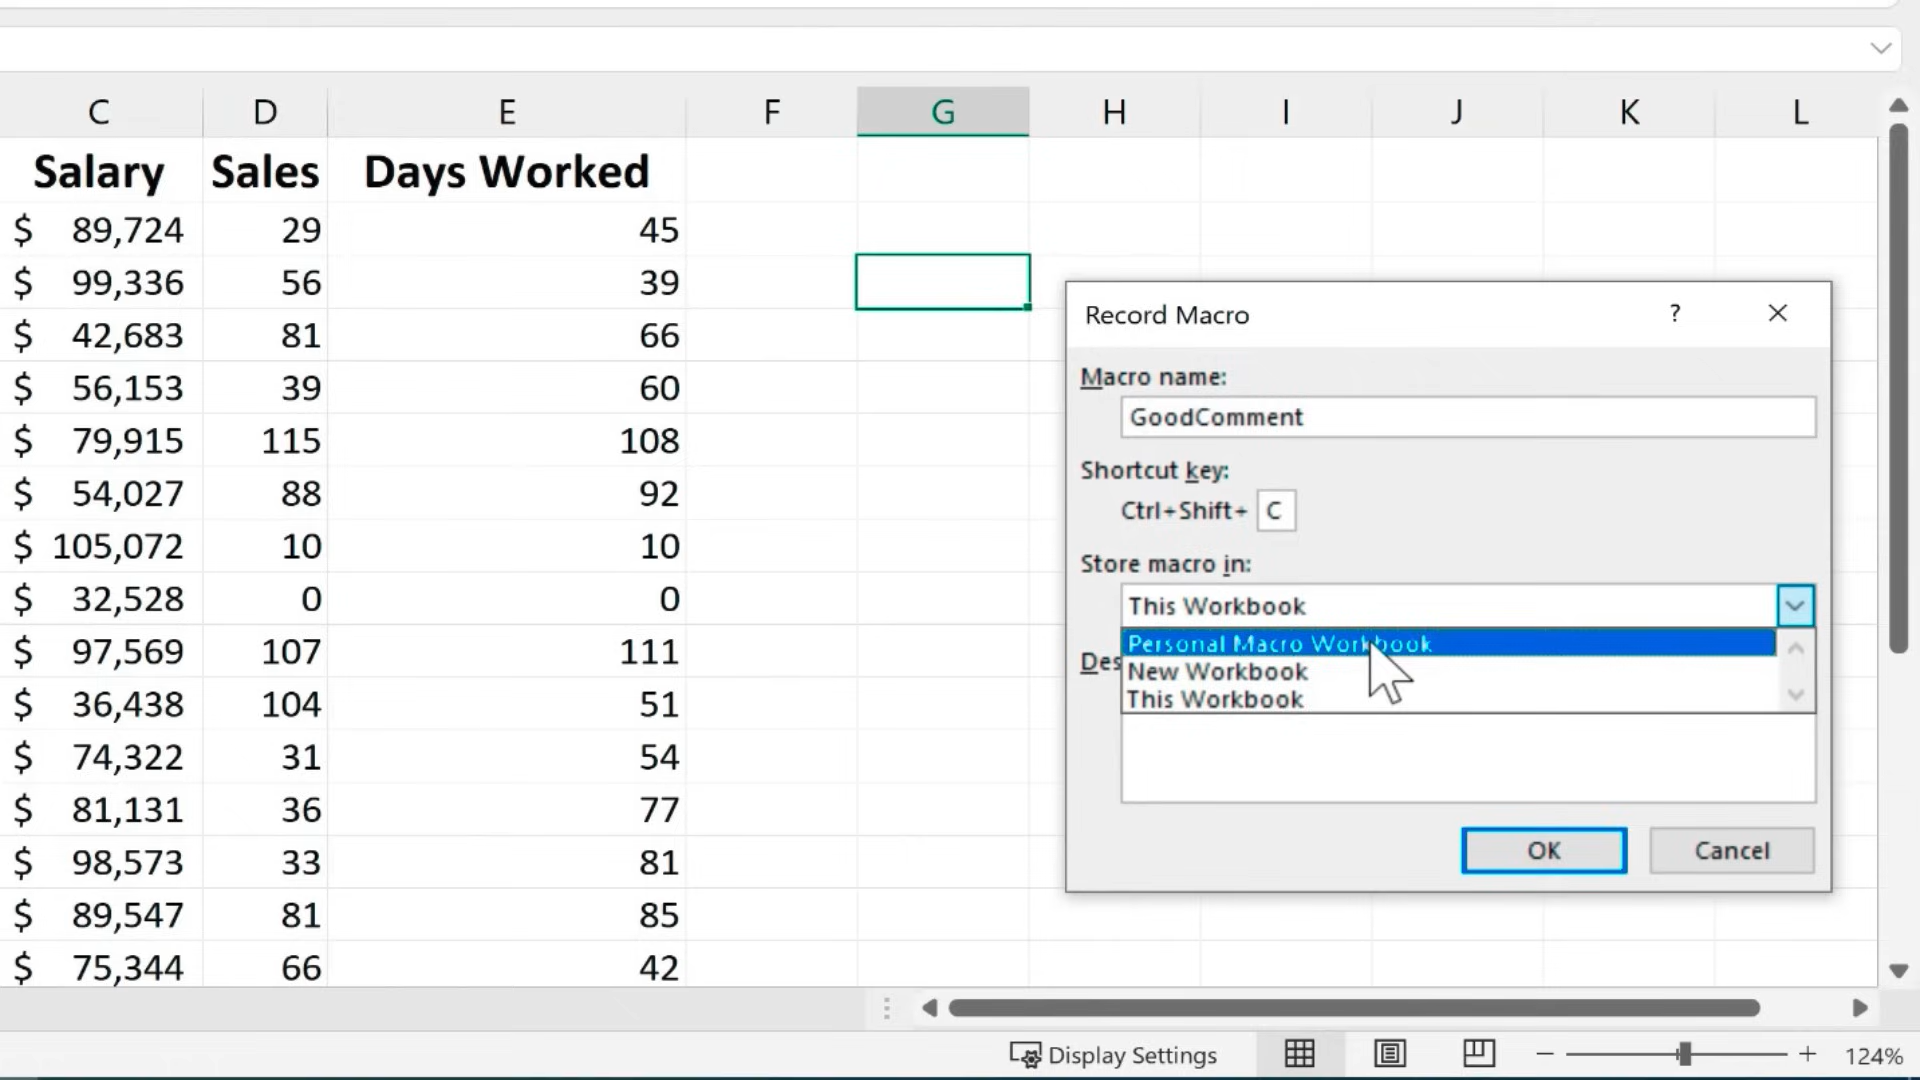 C D E F G H I J K L
Salary Sales Days Worked
$ 89,724 29 45
$ 99,336 56 39
$ 42,683 81 66
$ 56,153 39 60
$ 79,915 115 108
$ 54,027 88 92
$ 105,072 10 10
$ 32,528 0 0
$ 97,569 107 111
$ 36,438 104 51
$ 74,322 31 54
$ 81,131 36 77
$ 98,573 33 81
$ 89,547 81 85
$ 75,344 66 42
Record Macro ?
Macro name:
GoodComment
Shortcut key:
Ctrl+Shift+ C
Store macro in:
This Workbook
Personal Macro Workbook
Des
New Workbook
This Workbook
OK Cancel
Display Settings 124%